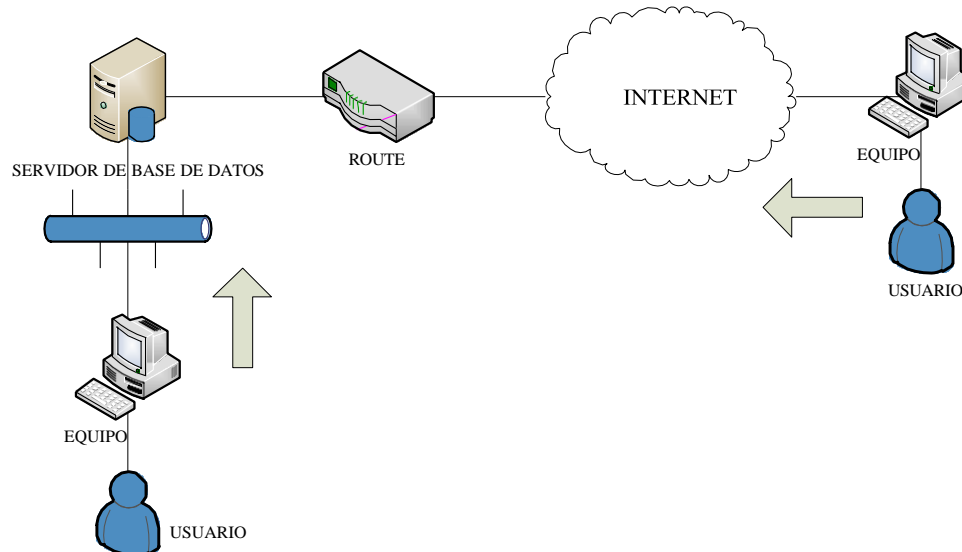 INTERNET
ROUTE
EQUIPO
SERVIDOR DE BASE DE DATOS
USUARIO
EQUIPO
USUARIO